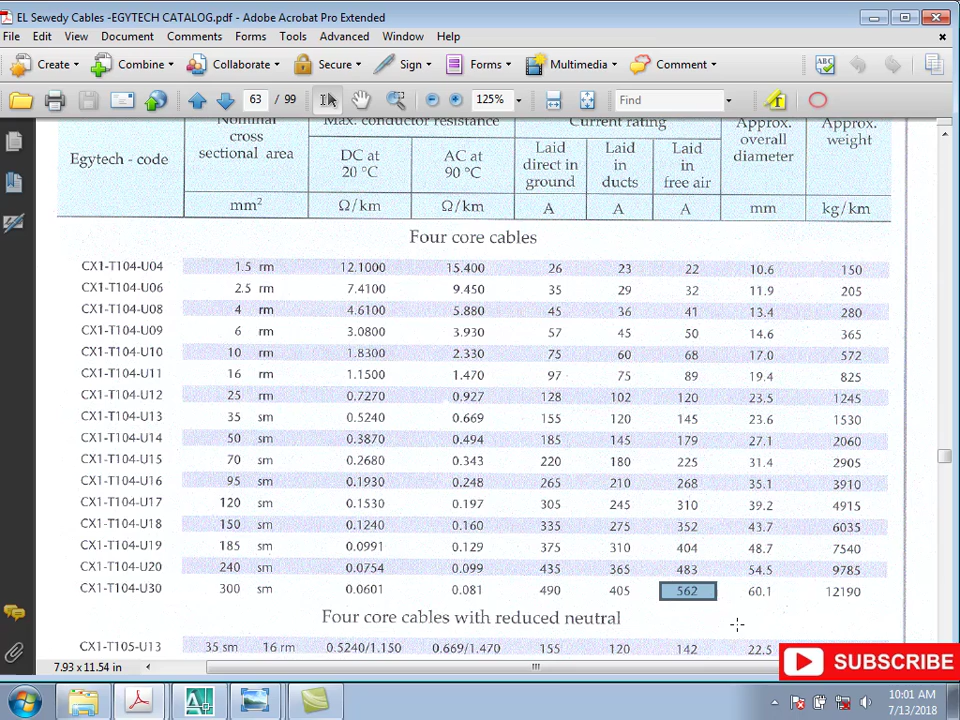 EL Sewedy Cables -EGYTECH CATALOG.pdf - Adobe Acrobat Pro Extended
File Edit View Document Comments Forms Tools Advanced Window Help
Create Combine Collaborate Secure Sign Forms Multimedia Comment
63 / 99 125% Find
Nominal cross sectional area Max. conductor resistance Current rating Approx. overall diameter Approx. weight
Egytech - code DC at 20 °C AC at 90 °C Laid direct in ground Laid in ducts Laid in free air
mm² Ω/km Ω/km A A A mm kg/km
Four core cables
CX1-T104-U04 1.5 rm 12.1000 15.400 26 23 22 10.6 150
CX1-T104-U06 2.5 rm 7.4100 9.450 35 29 32 11.9 205
CX1-T104-U08 4 rm 4.6100 5.880 45 36 41 13.4 280
CX1-T104-U09 6 rm 3.0800 3.930 57 45 50 14.6 365
CX1-T104-U10 10 rm 1.8300 2.330 75 60 68 17.0 572
CX1-T104-U11 16 rm 1.1500 1.470 97 75 89 19.4 825
CX1-T104-U12 25 rm 0.7270 0.927 128 102 120 23.5 1245
CX1-T104-U13 35 sm 0.5240 0.669 155 120 145 23.6 1530
CX1-T104-U14 50 sm 0.3870 0.494 185 145 179 27.1 2060
CX1-T104-U15 70 sm 0.2680 0.343 220 180 225 31.4 2905
CX1-T104-U16 95 sm 0.1930 0.248 265 210 268 35.1 3910
CX1-T104-U17 120 sm 0.1530 0.197 305 245 310 39.2 4915
CX1-T104-U18 150 sm 0.1240 0.160 335 275 352 43.7 6035
CX1-T104-U19 185 sm 0.0991 0.129 375 310 404 48.7 7540
CX1-T104-U20 240 sm 0.0754 0.099 435 365 483 54.5 9785
CX1-T104-U30 300 sm 0.0601 0.081 490 405 562 60.1 12190
Four core cables with reduced neutral
CX1-T105-U13 35 sm 16 rm 0.5240/1.150 0.669/1.470 155 120 142 22.5
7.93 x 11.54 in
SUBSCRIBE
10:01 AM
7/13/2018